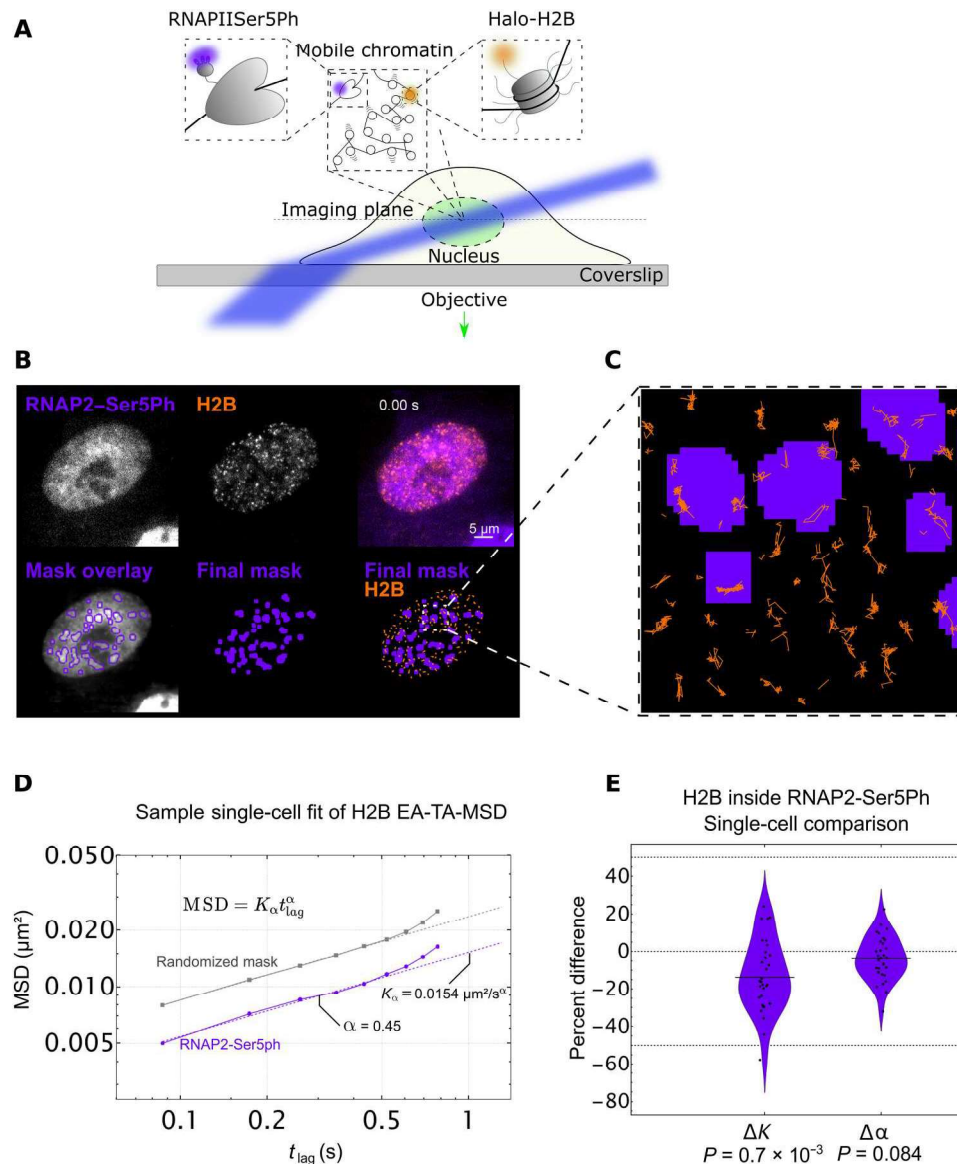 A
RNAPIISer5Ph
Halo-H2B
Mobile chromatin
Imaging plane
Nucleus
Coverslip
Objective
B
C
RNAP2–Ser5Ph
H2B
0.00 s
5 µm
Mask overlay
Final mask
Final mask
H2B
D
E
Sample single-cell fit of H2B EA-TA-MSD
MSD (µm²)
0.050
0.020
0.010
0.005
MSD = Kαtαlag
Randomized mask
Kα = 0.0154 µm²/sα
α = 0.45
RNAP2-Ser5ph
0.1
0.2
0.5
1
tlag (s)
H2B inside RNAP2-Ser5Ph
Single-cell comparison
Percent difference
40
20
0
−20
−40
−60
−80
ΔK
Δα
P = 0.7 × 10⁻³
P = 0.084